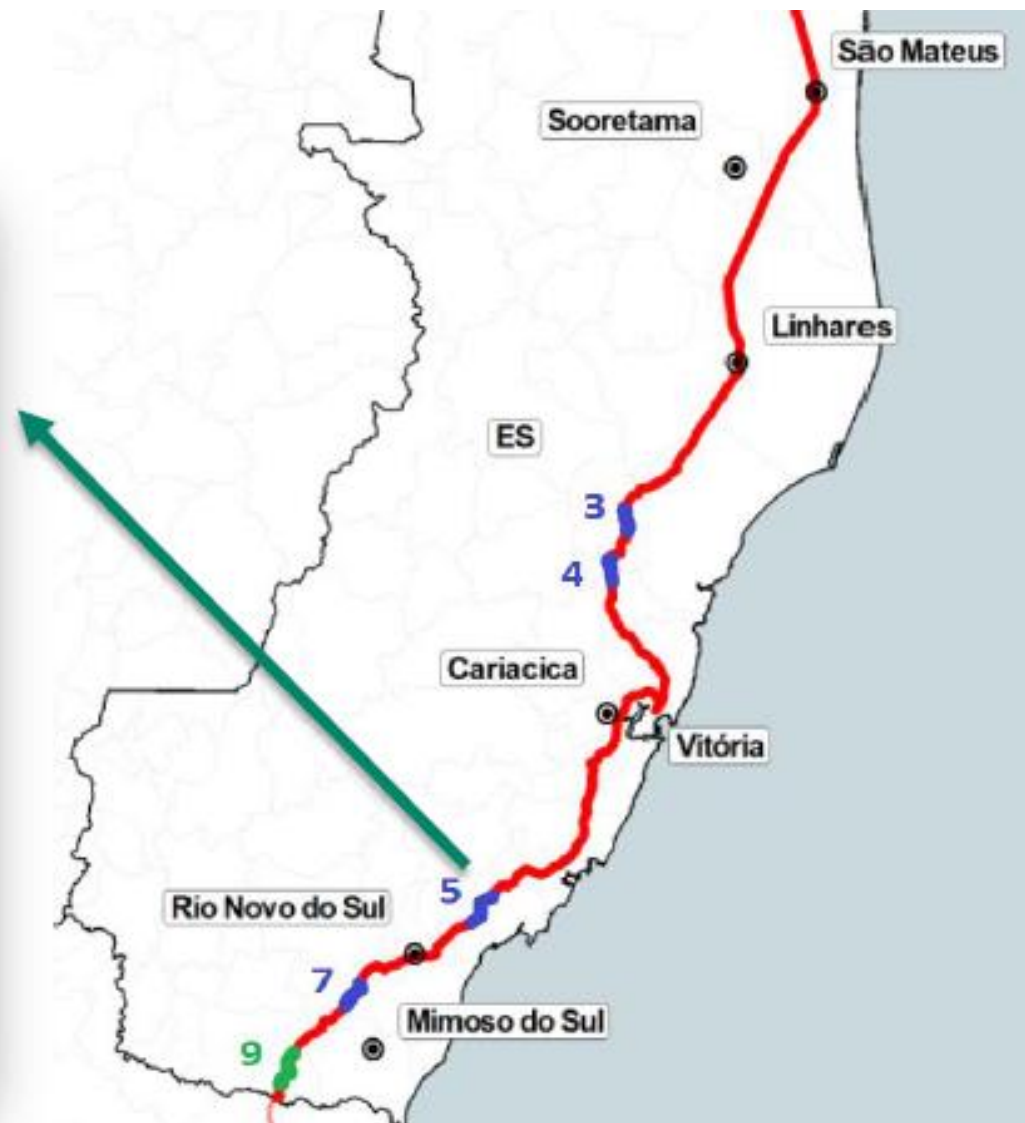 São Mateus
Sooretama
Linhares
ES
3
4
Cariacica
Vitória
5
Rio Novo do Sul
7
Mimoso do Sul
9